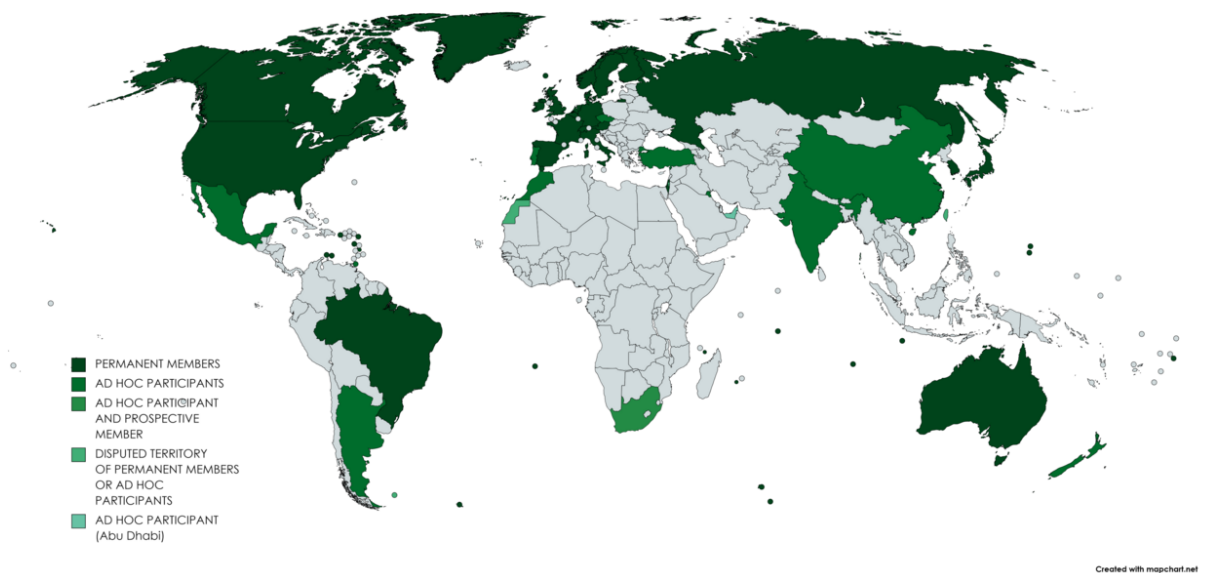 PERMANENT MEMBERS
AD HOC PARTICIPANTS
AD HOC PARTICIPANT
AND PROSPECTIVE
MEMBER
DISPUTED TERRITORY
OF PERMANENT MEMBERS
OR AD HOC
PARTICIPANTS
AD HOC PARTICIPANT
(Abu Dhabi)
Created with mapchart.net